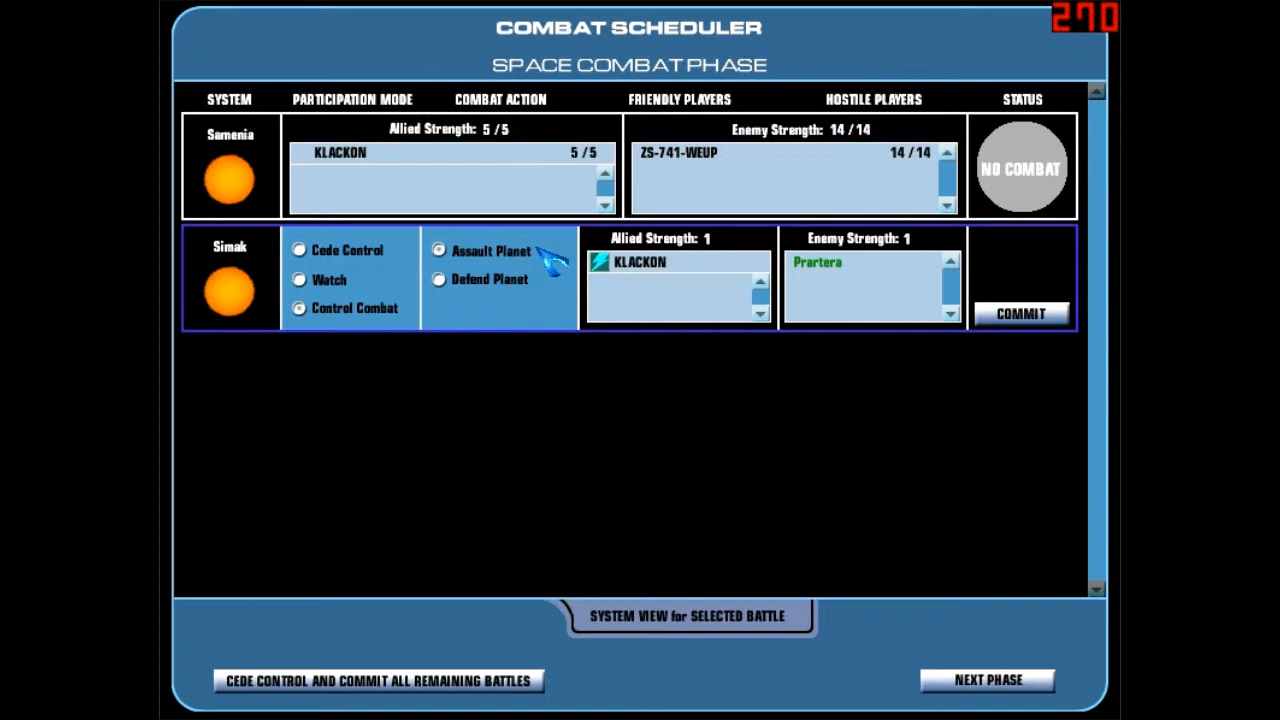 270
COMBAT SCHEDULER
SPACE COMBAT PHASE
SYSTEM PARTICIPATION MODE COMBAT ACTION FRIENDLY PLAYERS HOSTILE PLAYERS STATUS
Samenia Allied Strength: 5 / 5 Enemy Strength: 14 / 14
KLACKON 5 / 5 ZS-741-WEUP 14 / 14 NO COMBAT
Simak Cede Control Assault Planet Allied Strength: 1 Enemy Strength: 1
KLACKON Prartera
Watch Defend Planet
Control Combat COMMIT
SYSTEM VIEW for SELECTED BATTLE
CEDE CONTROL AND COMMIT ALL REMAINING BATTLES NEXT PHASE